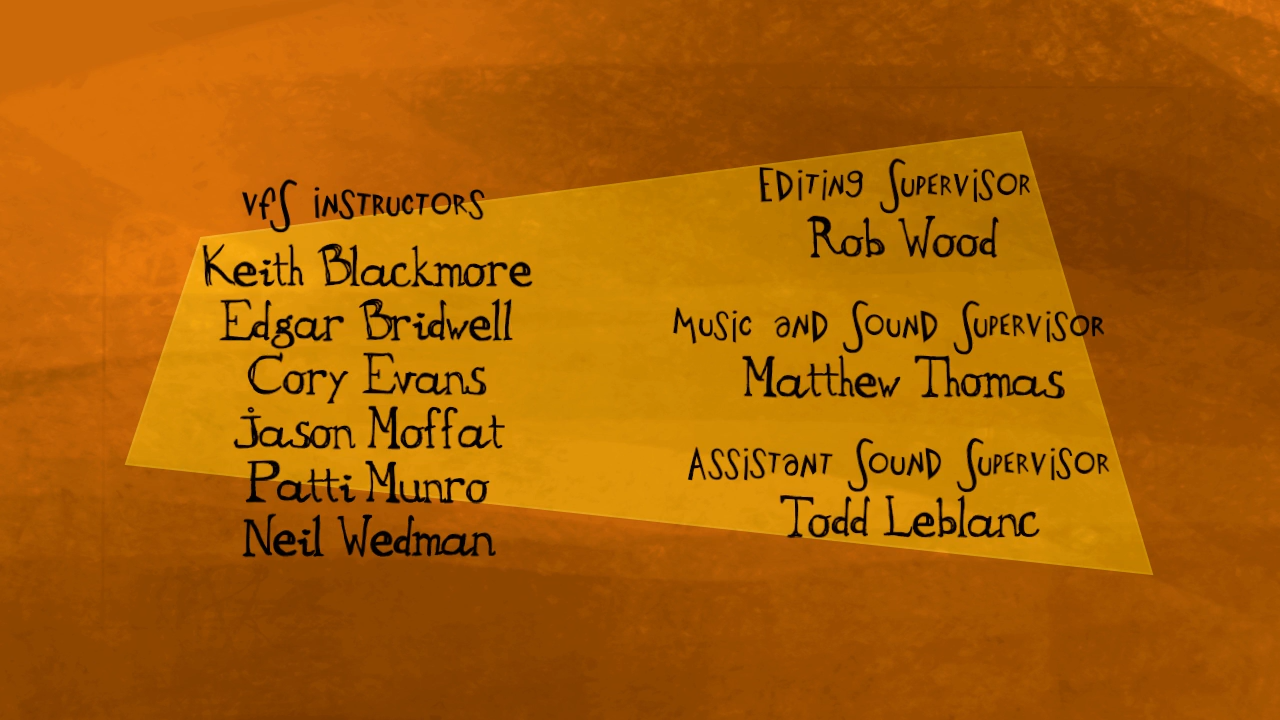 VFS INSTRUCTORS
Keith Blackmore
Edgar Bridwell
Cory Evans
Jason Moffat
Patti Munro
Neil Wedman
EDITING SUPERVISOR
Rob Wood
MUSIC AND SOUND SUPERVISOR
Matthew Thomas
ASSISTANT SOUND SUPERVISOR
Todd Leblanc